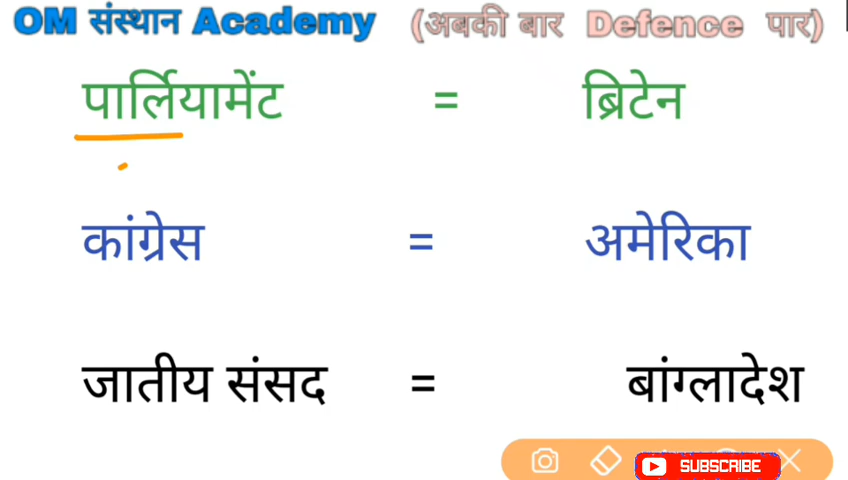 OM संस्थान Academy (अबकी बार Defence पार)
पार्लियामेंट = ब्रिटेन
कांग्रेस = अमेरिका
जातीय संसद = बांग्लादेश
SUBSCRIBE